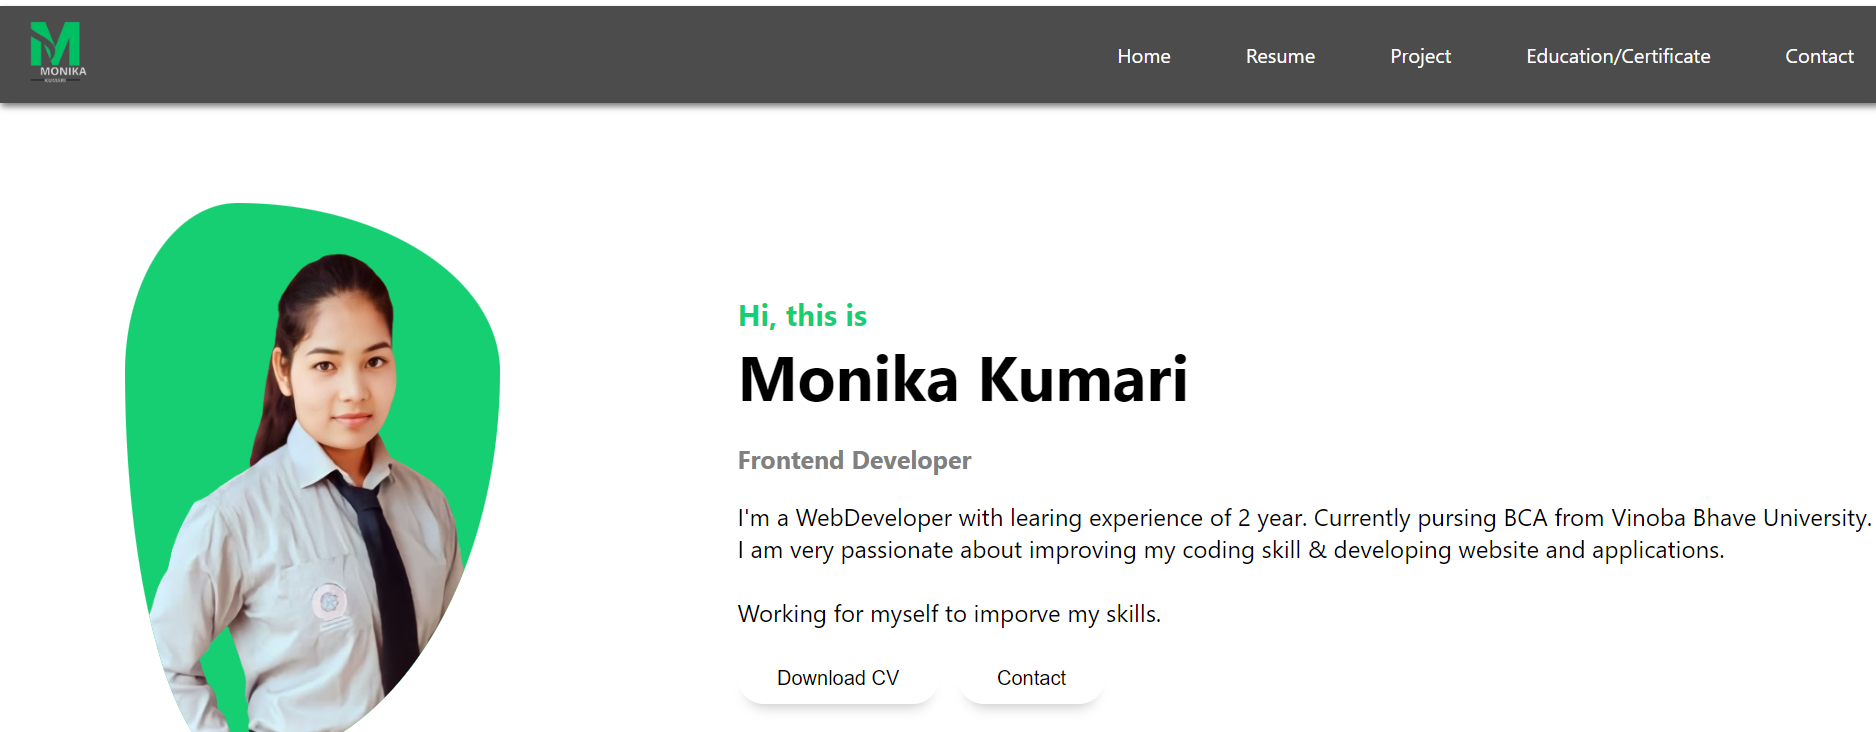 MONIKA
KUMARI
Home
Resume
Project
Education/Certificate
Contact
Hi, this is
Monika Kumari
Frontend Developer
I'm a WebDeveloper with learing experience of 2 year. Currently pursing BCA from Vinoba Bhave University.
I am very passionate about improving my coding skill & developing website and applications.
Working for myself to imporve my skills.
Download CV
Contact